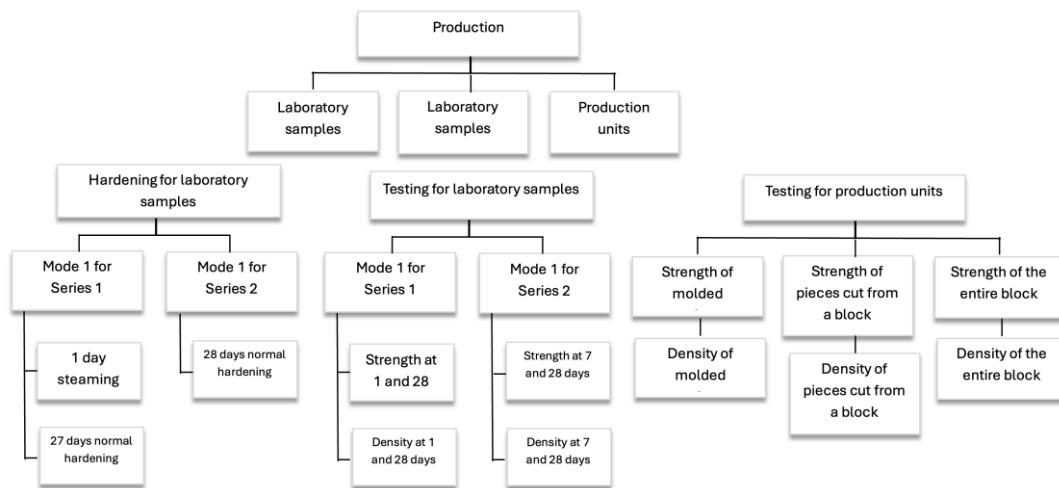 Production
Laboratory
samples
Laboratory
samples
Production
units
Hardening for laboratory
samples
Mode 1 for
Series 1
Mode 1 for
Series 2
1 day
steaming
28 days normal
hardening
27 days normal
hardening
Testing for laboratory samples
Mode 1 for
Series 1
Mode 1 for
Series 2
Strength at
1 and 28
Strength at 7
and 28 days
Density at 1
and 28 days
Density at 7
and 28 days
Testing for production units
Strength of
molded
Strength of
pieces cut from
a block
Strength of the
entire block
Density of
molded
Density of
pieces cut from
a block
Density of the
entire block